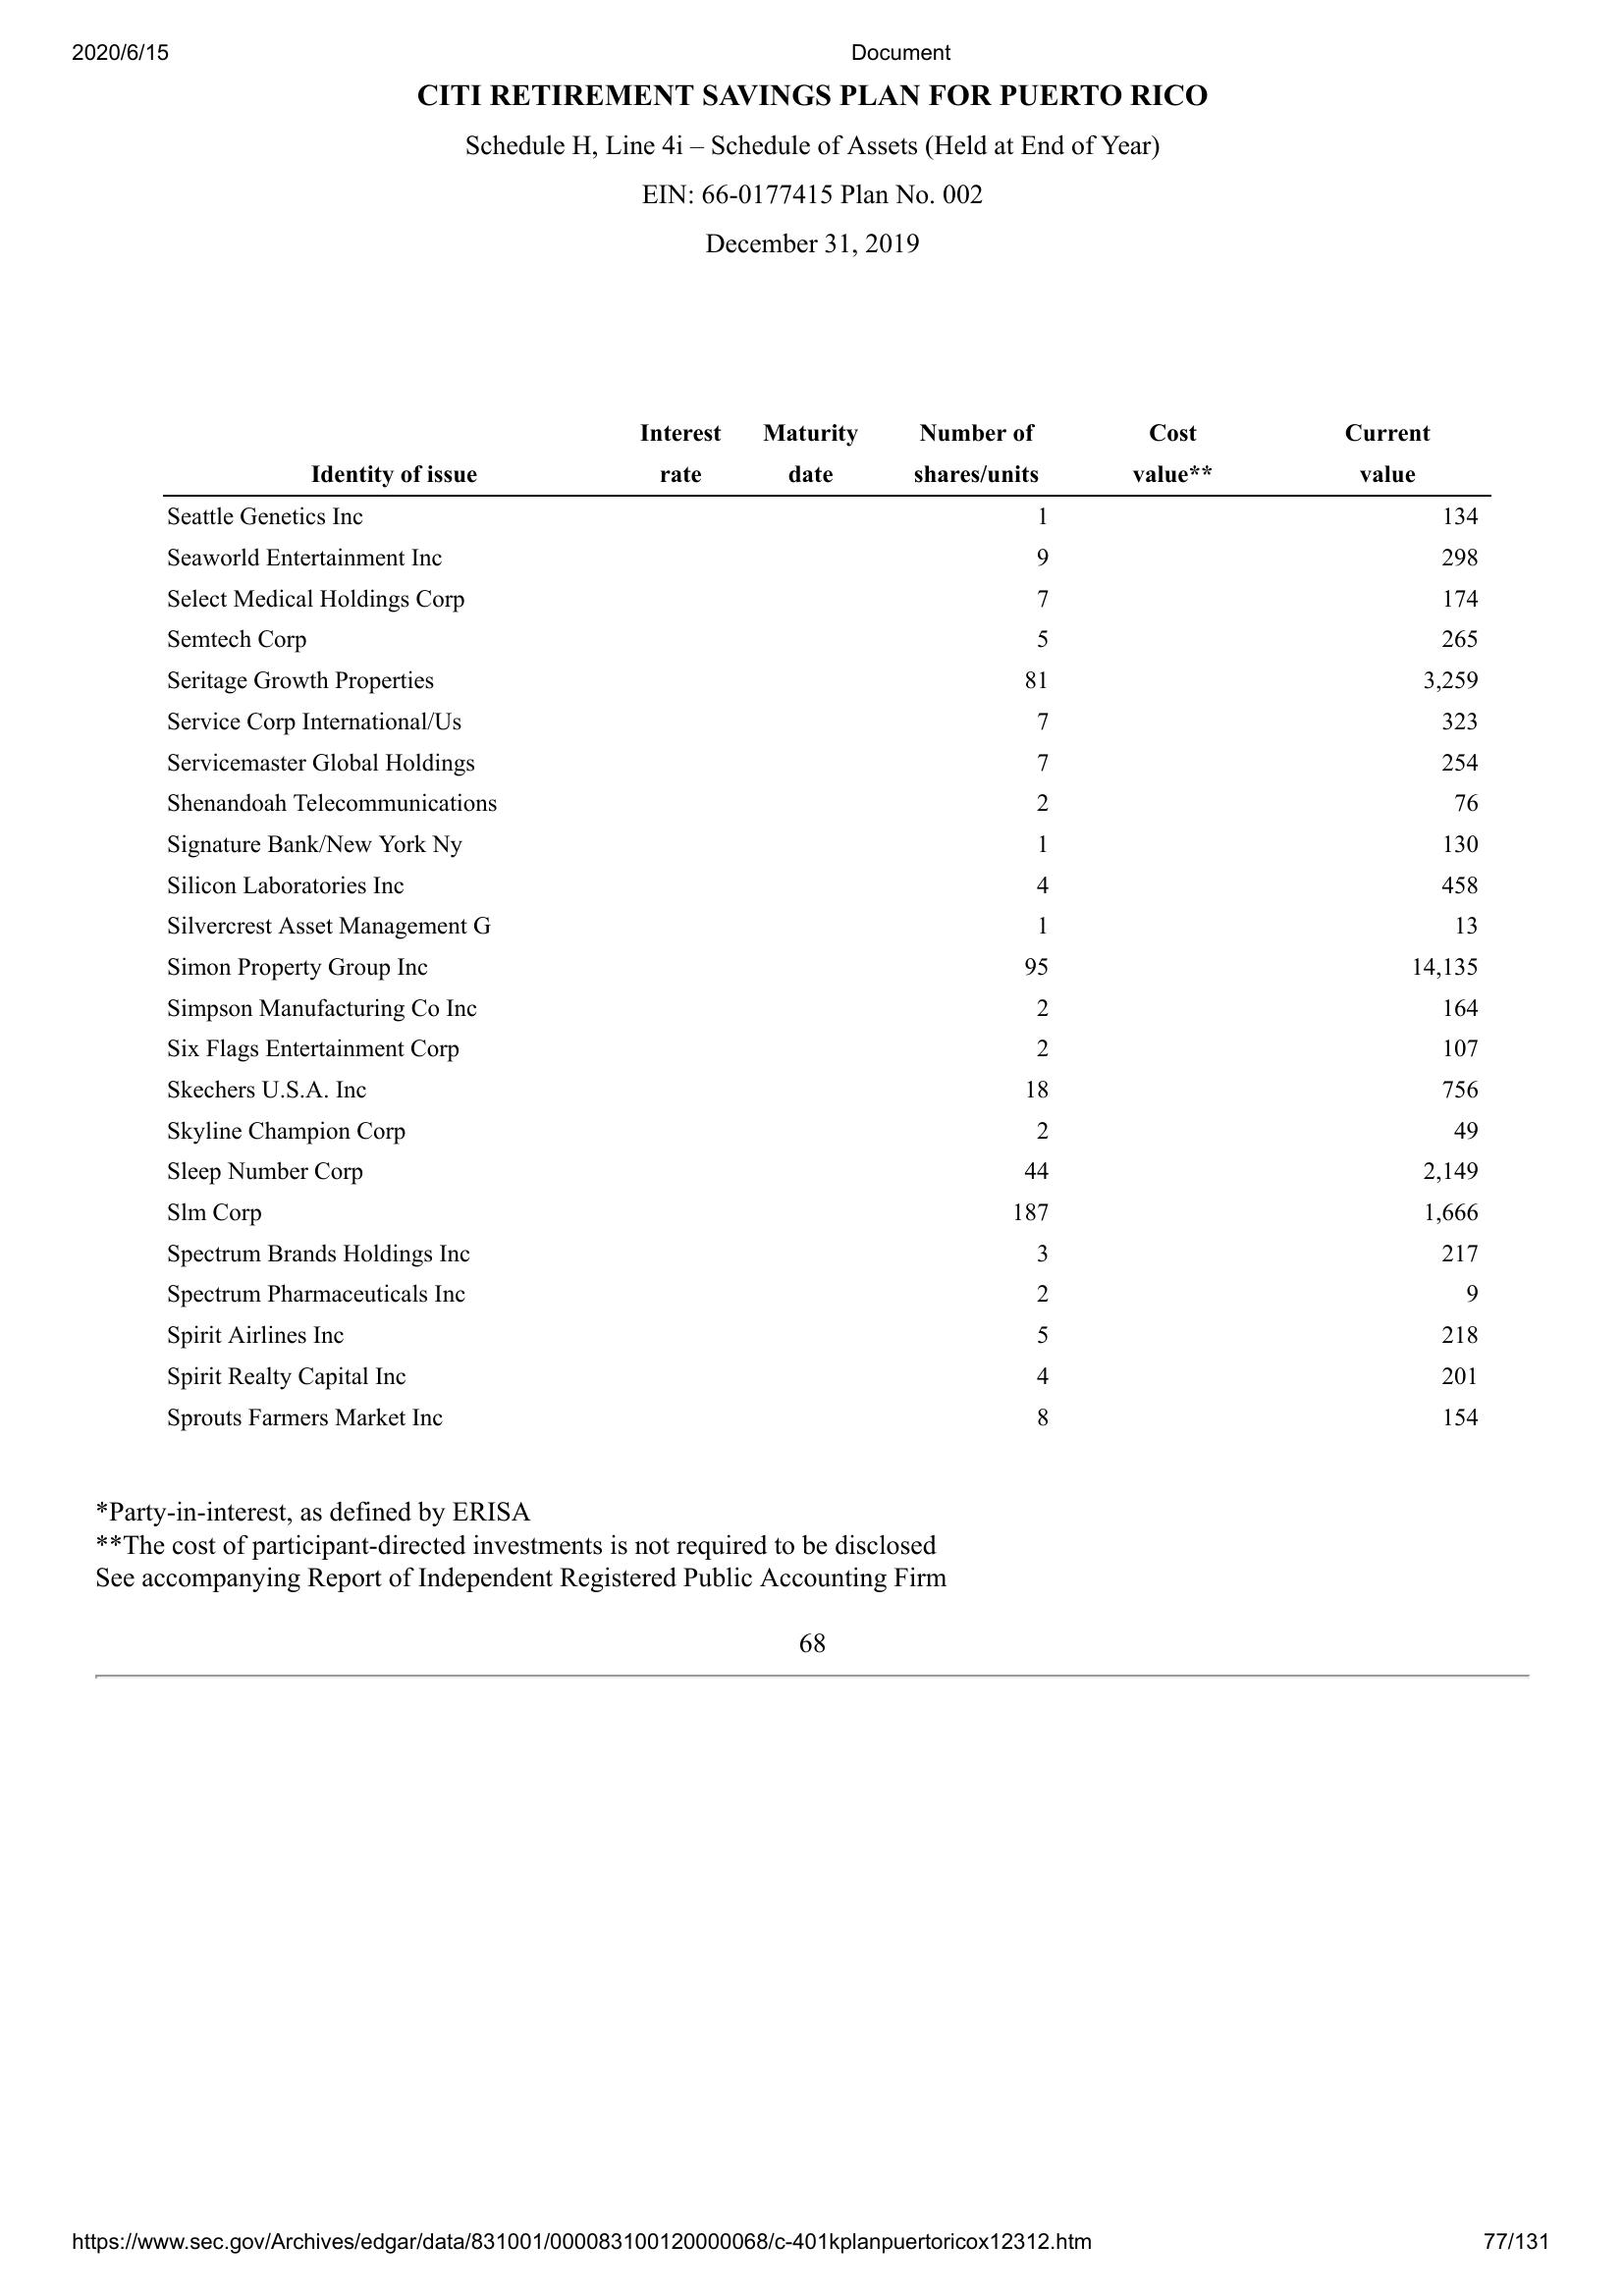 2020/6/15 Document
CITI RETIREMENT SAVINGS PLAN FOR PUERTO RICO
Schedule H, Line 4i – Schedule of Assets (Held at End of Year)
EIN: 66-0177415 Plan No. 002
December 31, 2019
Interest Maturity Number of Cost Current
Identity of issue rate date shares/units value** value
Seattle Genetics Inc 1 134
Seaworld Entertainment Inc 9 298
Select Medical Holdings Corp 7 174
Semtech Corp 5 265
Seritage Growth Properties 81 3,259
Service Corp International/Us 7 323
Servicemaster Global Holdings 7 254
Shenandoah Telecommunications 2 76
Signature Bank/New York Ny 1 130
Silicon Laboratories Inc 4 458
Silvercrest Asset Management G 1 13
Simon Property Group Inc 95 14,135
Simpson Manufacturing Co Inc 2 164
Six Flags Entertainment Corp 2 107
Skechers U.S.A. Inc 18 756
Skyline Champion Corp 2 49
Sleep Number Corp 44 2,149
Slm Corp 187 1,666
Spectrum Brands Holdings Inc 3 217
Spectrum Pharmaceuticals Inc 2 9
Spirit Airlines Inc 5 218
Spirit Realty Capital Inc 4 201
Sprouts Farmers Market Inc 8 154
*Party-in-interest, as defined by ERISA
**The cost of participant-directed investments is not required to be disclosed
See accompanying Report of Independent Registered Public Accounting Firm
68
https://www.sec.gov/Archives/edgar/data/831001/000083100120000068/c-401kplanpuertoricox12312.htm 77/131